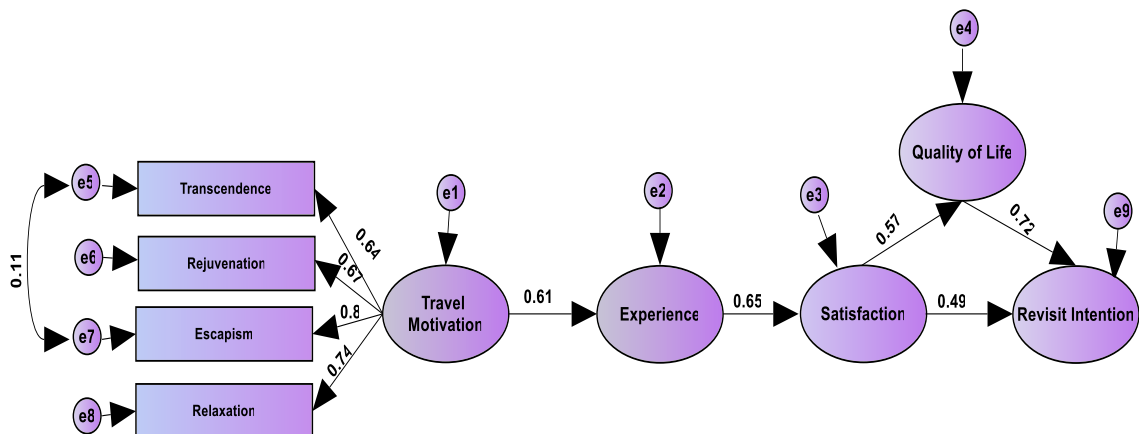 e4
Quality of Life
e5
Transcendence
e1
e2
e3
e9
0.64
0.57
0.72
e6
Rejuvenation
0.67
0.11
Travel
Motivation
0.61
Experience
0.65
Satisfaction
0.49
Revisit Intention
0.8
e7
Escapism
0.74
e8
Relaxation